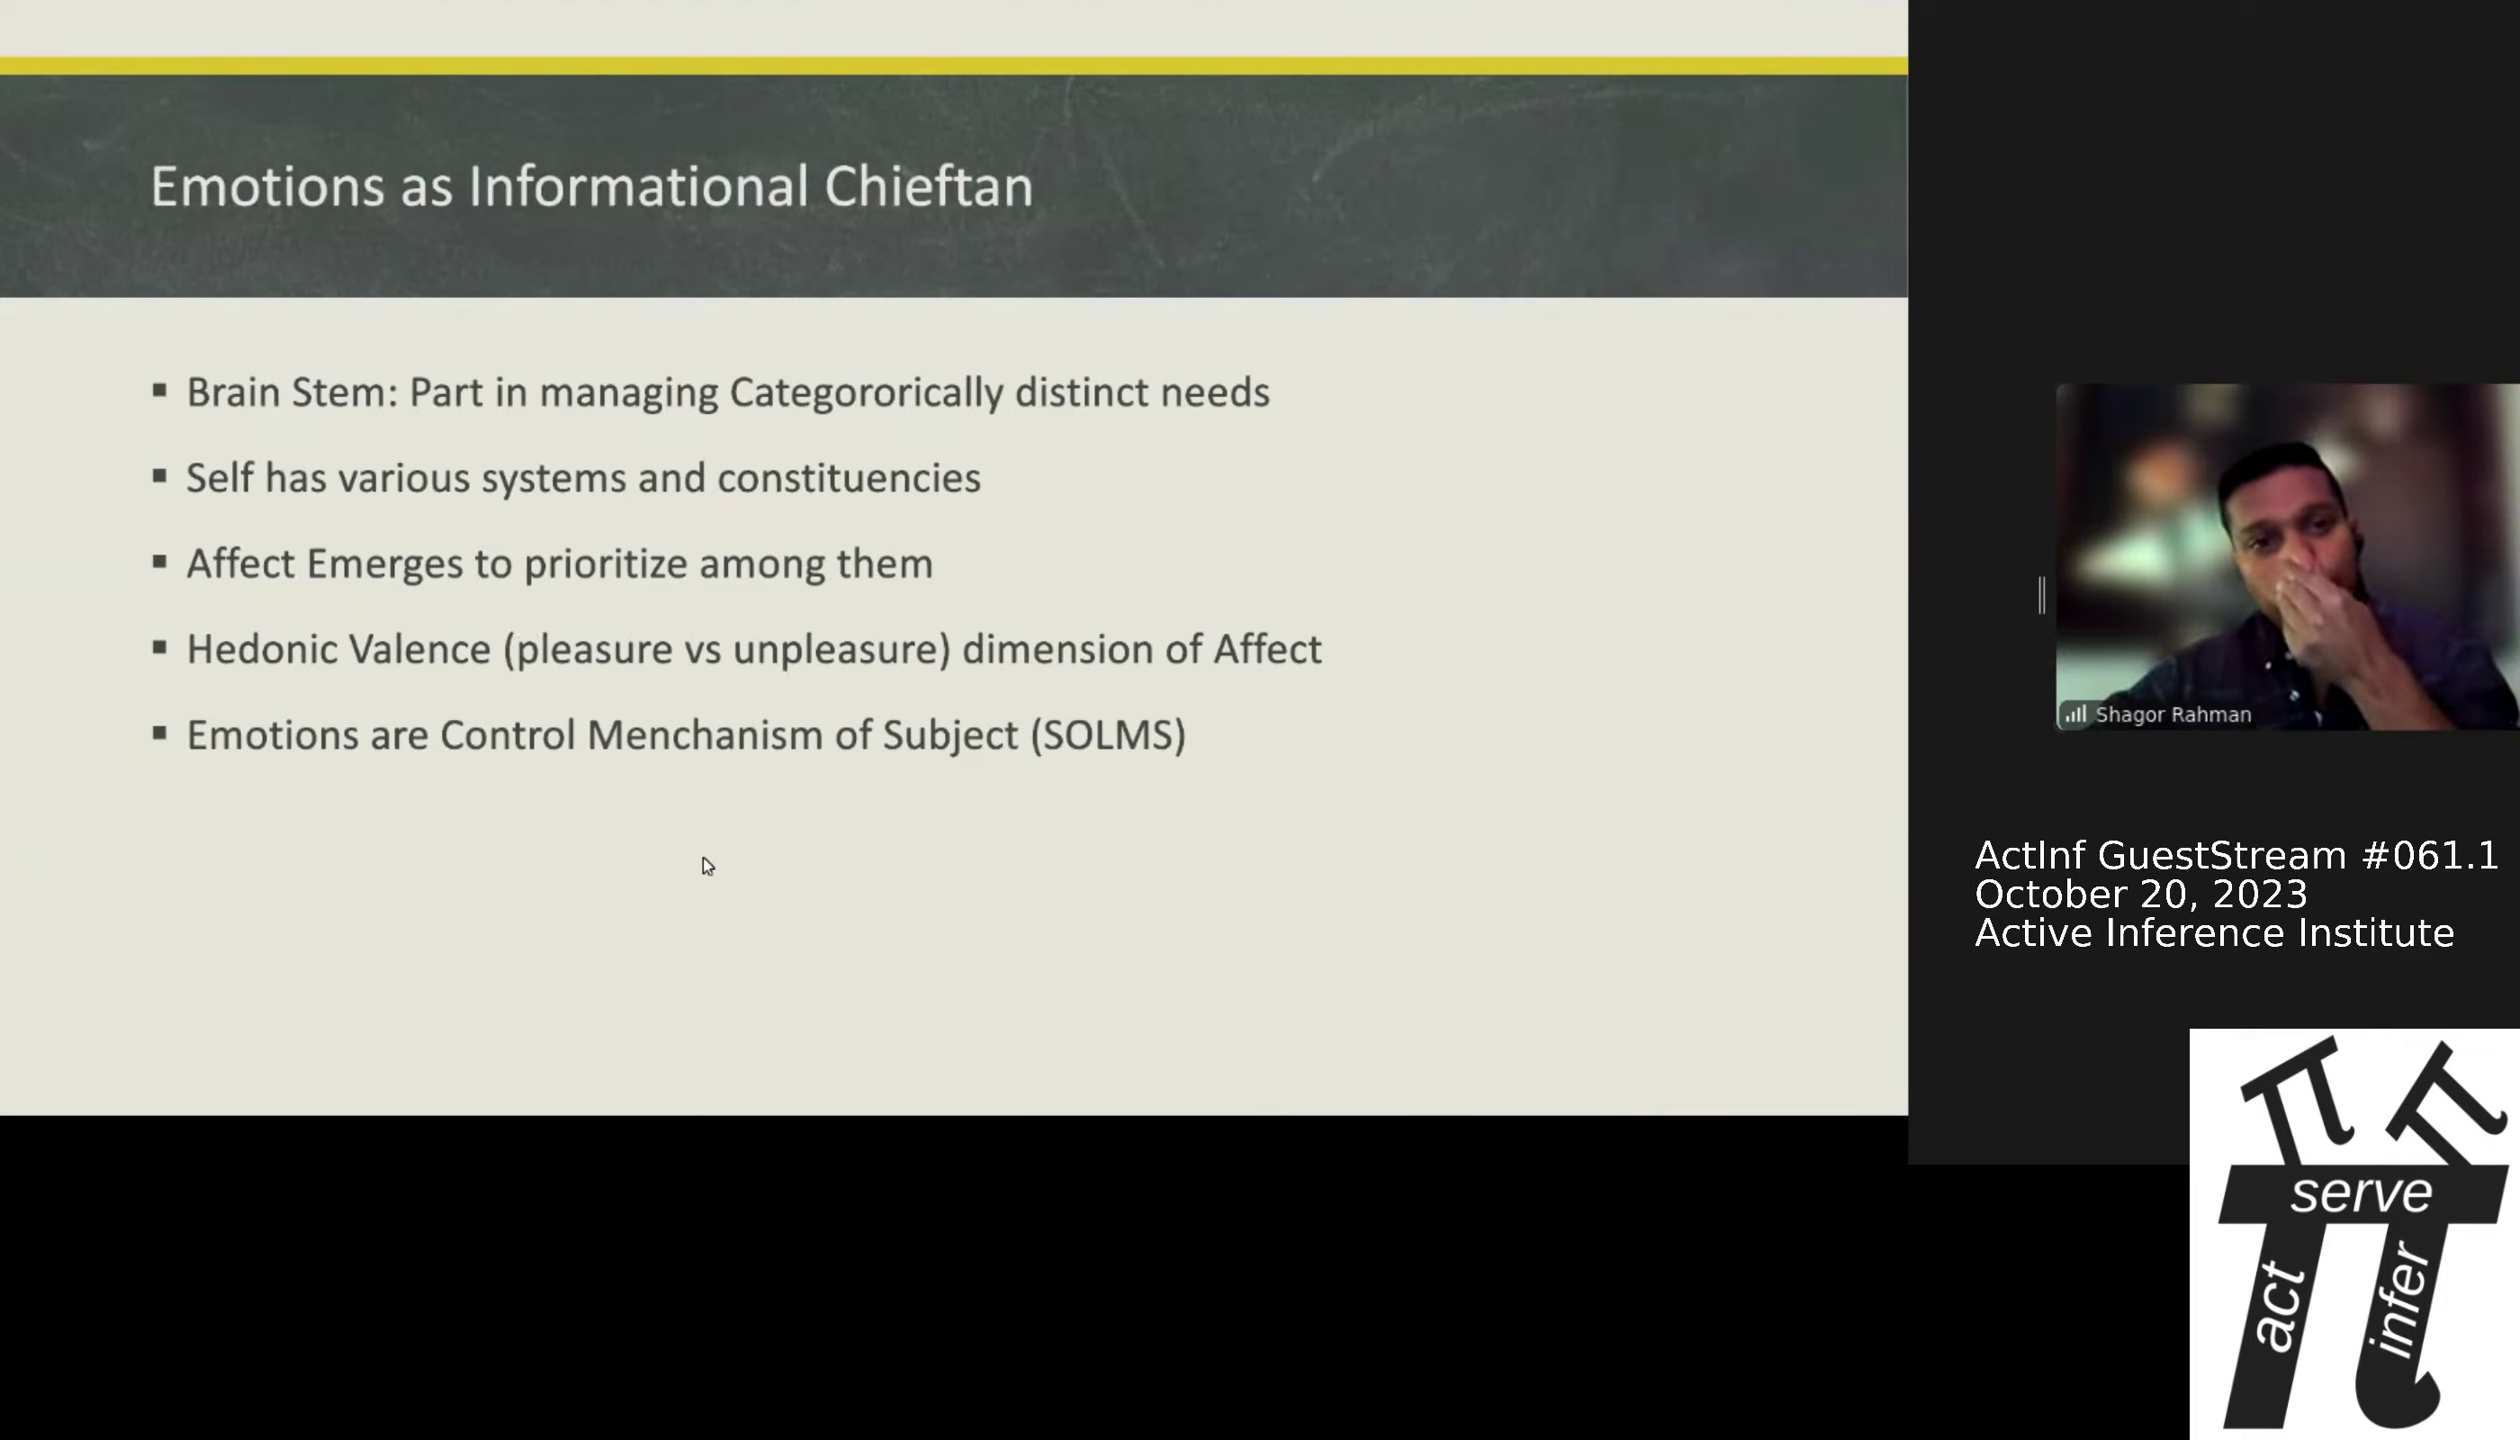 Emotions as Informational Chieftan
▪ Brain Stem: Part in managing Categororically distinct needs
▪ Self has various systems and constituencies
▪ Affect Emerges to prioritize among them
▪ Hedonic Valence (pleasure vs unpleasure) dimension of Affect
▪ Emotions are Control Menchanism of Subject (SOLMS)
Shagor Rahman
ActInf GuestStream #061.1
October 20, 2023
Active Inference Institute
serve
act
infer